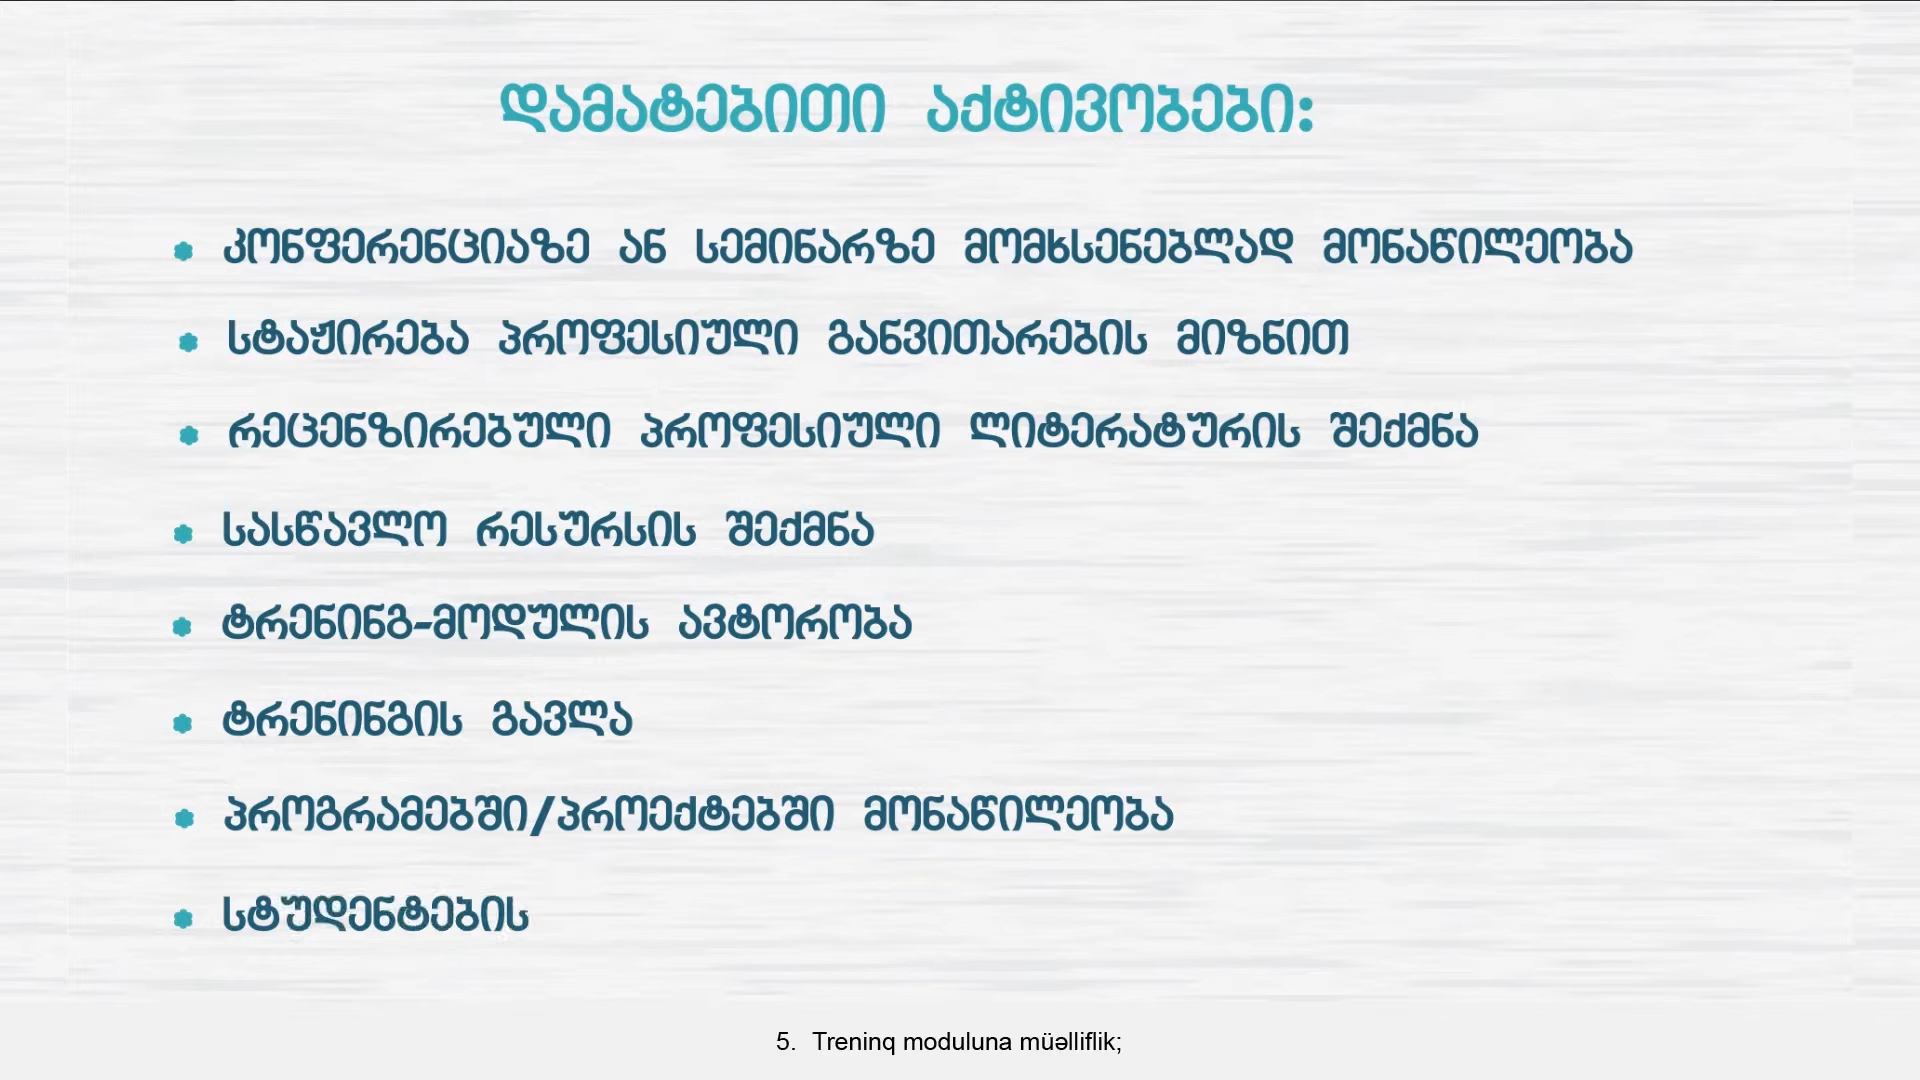 დამატებითი აქტივობები:
კონფერენციაზე ან სემინარზე მომხსენებლად მონაწილეობა
სტაჟირება პროფესიული განვითარების მიზნით
რეცენზირებული პროფესიული ლიტერატურის შექმნა
სასწავლო რესურსის შექმნა
ტრენინგ-მოდულის ავტორობა
ტრენინგის გავლა
პროგრამებში/პროექტებში მონაწილეობა
სტუდენტების
5. Treninq moduluna müəlliflik;